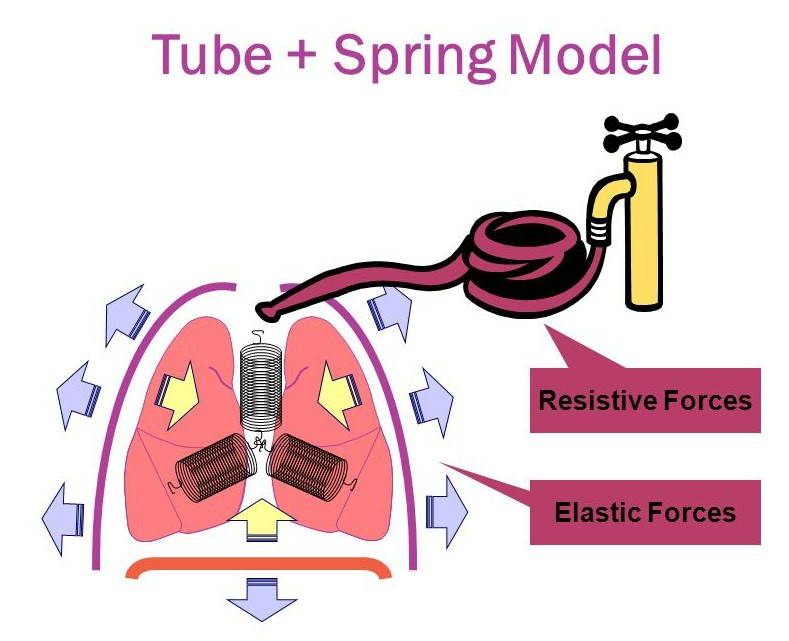 Tube + Spring Model
Resistive Forces
Elastic Forces